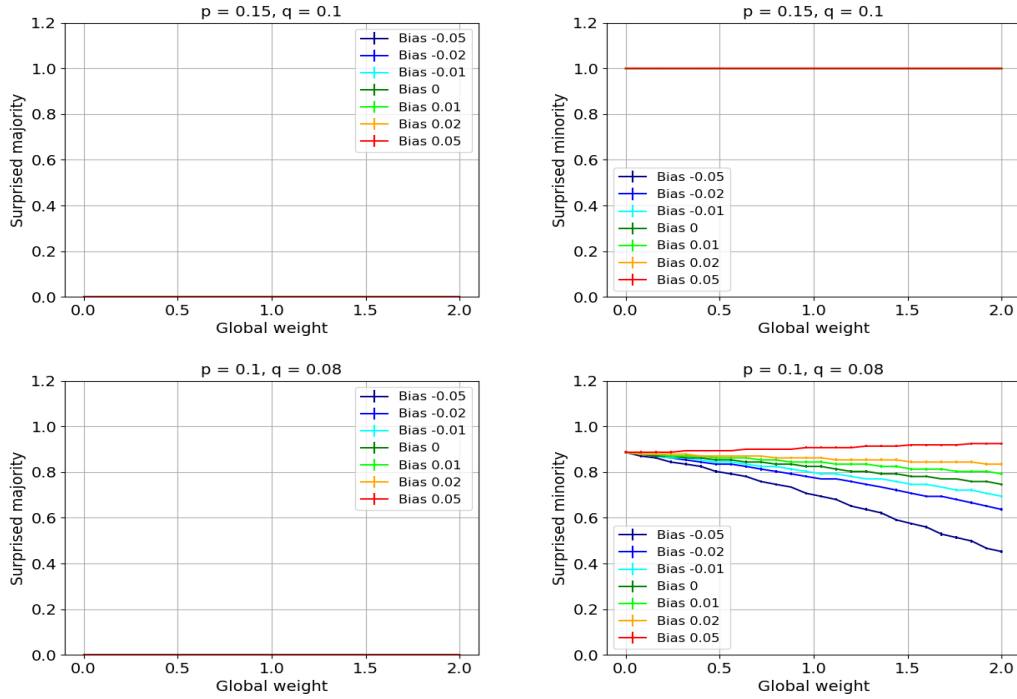 p = 0.15, q = 0.1
Surprised majority
1.2
1.0
0.8
0.6
0.4
0.2
0.0
Bias -0.05
Bias -0.02
Bias -0.01
Bias 0
Bias 0.01
Bias 0.02
Bias 0.05
0.0 0.5 1.0 1.5 2.0
Global weight
p = 0.15, q = 0.1
Surprised minority
1.2
1.0
0.8
0.6
0.4
0.2
0.0
Bias -0.05
Bias -0.02
Bias -0.01
Bias 0
Bias 0.01
Bias 0.02
Bias 0.05
0.0 0.5 1.0 1.5 2.0
Global weight
p = 0.1, q = 0.08
Surprised majority
1.2
1.0
0.8
0.6
0.4
0.2
0.0
Bias -0.05
Bias -0.02
Bias -0.01
Bias 0
Bias 0.01
Bias 0.02
Bias 0.05
0.0 0.5 1.0 1.5 2.0
Global weight
p = 0.1, q = 0.08
Surprised minority
1.2
1.0
0.8
0.6
0.4
0.2
0.0
Bias -0.05
Bias -0.02
Bias -0.01
Bias 0
Bias 0.01
Bias 0.02
Bias 0.05
0.0 0.5 1.0 1.5 2.0
Global weight